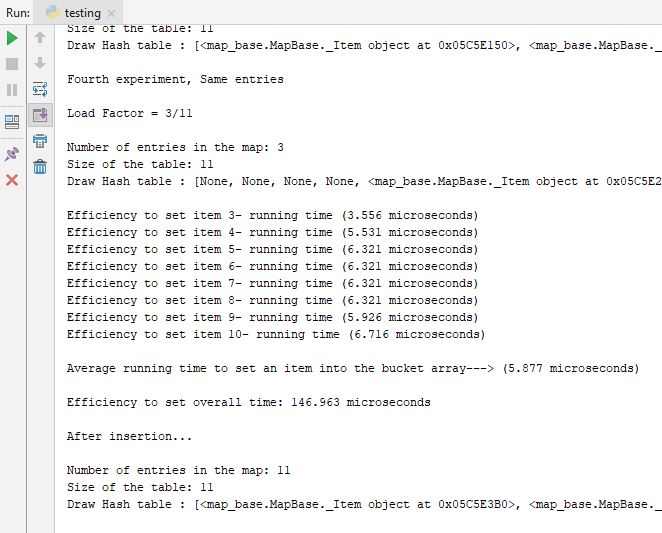 Run: testing
Size of the table: 11
Draw Hash table : [<map_base.MapBase._Item object at 0x05C5E150>, <map_base.MapBase._
Fourth experiment, Same entries
Load Factor = 3/11
Number of entries in the map: 3
Size of the table: 11
Draw Hash table : [None, None, None, None, <map_base.MapBase._Item object at 0x05C5E2
Efficiency to set item 3- running time (3.556 microseconds)
Efficiency to set item 4- running time (5.531 microseconds)
Efficiency to set item 5- running time (6.321 microseconds)
Efficiency to set item 6- running time (6.321 microseconds)
Efficiency to set item 7- running time (6.321 microseconds)
Efficiency to set item 8- running time (6.321 microseconds)
Efficiency to set item 9- running time (5.926 microseconds)
Efficiency to set item 10- running time (6.716 microseconds)
Average running time to set an item into the bucket array---> (5.877 microseconds)
Efficiency to set overall time: 146.963 microseconds
After insertion...
Number of entries in the map: 11
Size of the table: 11
Draw Hash table : [<map_base.MapBase._Item object at 0x05C5E3B0>, <map_base.MapBase._